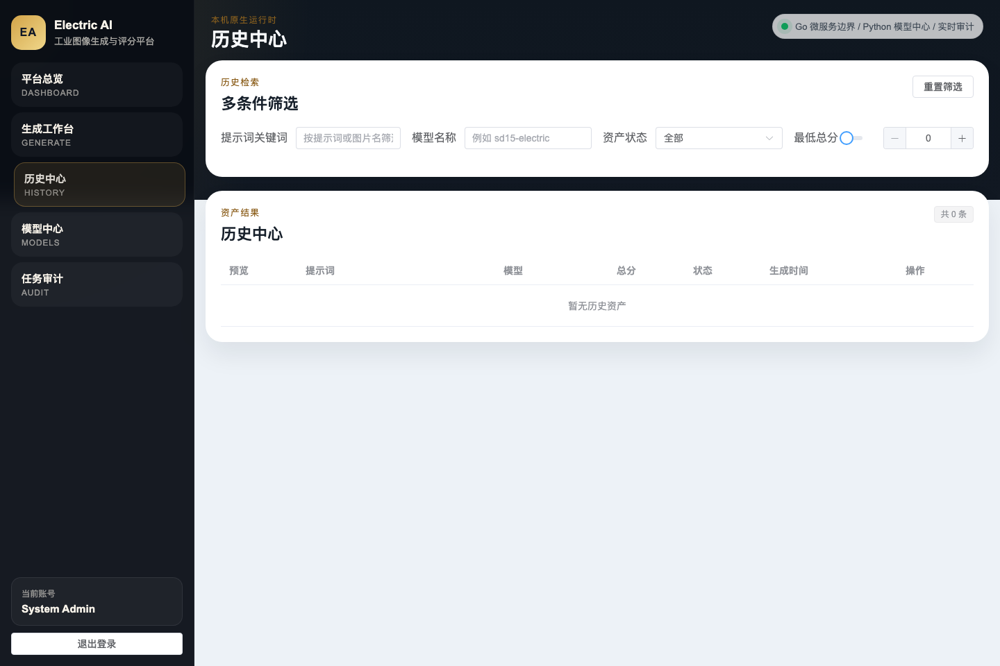 EA
Electric AI
工业图像生成与评分平台
平台总览
DASHBOARD
生成工作台
GENERATE
历史中心
HISTORY
模型中心
MODELS
任务审计
AUDIT
当前账号
System Admin
退出登录
本机原生运行时
历史中心
Go 微服务边界 / Python 模型中心 / 实时审计
历史检索
多条件筛选
重置筛选
提示词关键词 按提示词或图片名筛 模型名称 例如 sd15-electric 资产状态 全部 最低总分 0
资产结果
历史中心
共 0 条
预览 提示词 模型 总分 状态 生成时间 操作
暂无历史资产